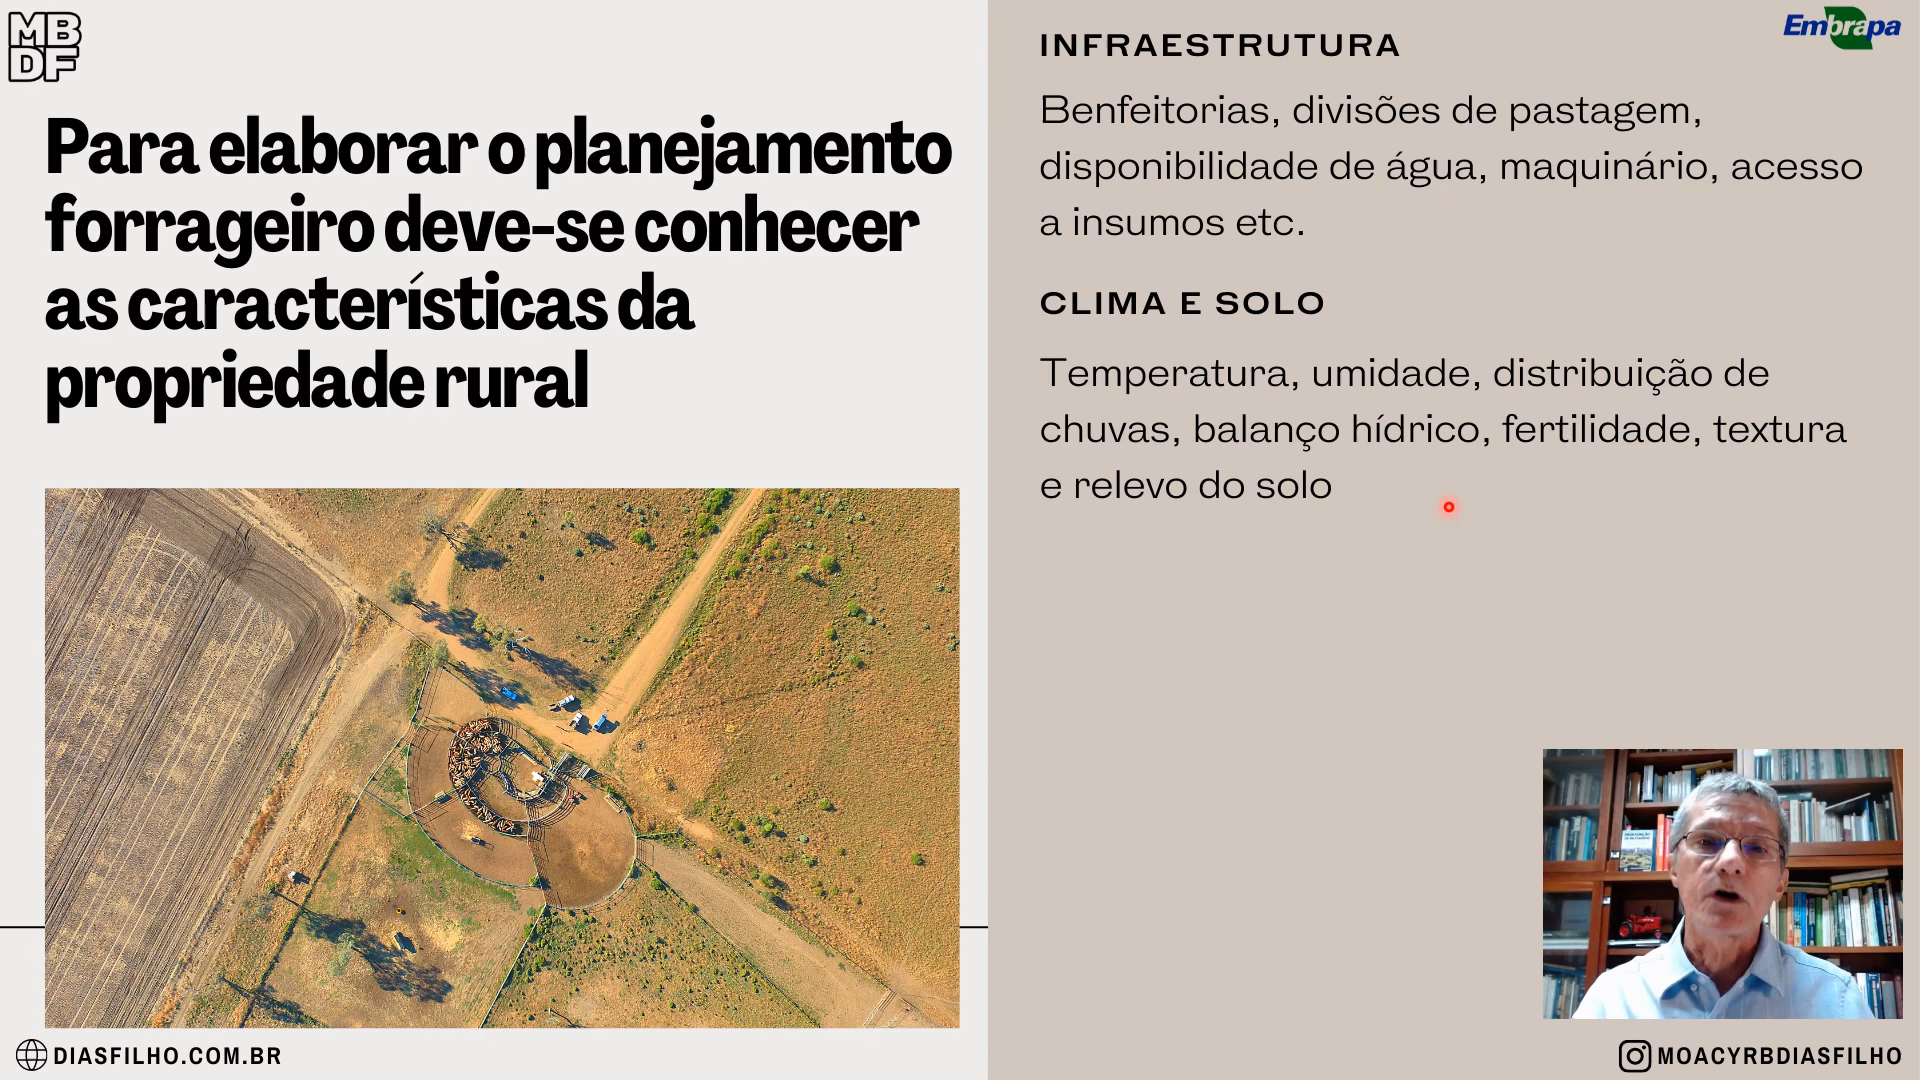 MB
DF
Para elaborar o planejamento
forrageiro deve-se conhecer
as características da
propriedade rural
DIASFILHO.COM.BR
Embrapa
INFRAESTRUTURA
Benfeitorias, divisões de pastagem,
disponibilidade de água, maquinário, acesso
a insumos etc.
CLIMA E SOLO
Temperatura, umidade, distribuição de
chuvas, balanço hídrico, fertilidade, textura
e relevo do solo
MOACYRBDIASFILHO